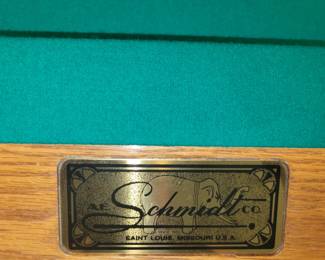 A.E. Schmidt CO.
SAINT LOUIS, MISSOURI U.S.A.